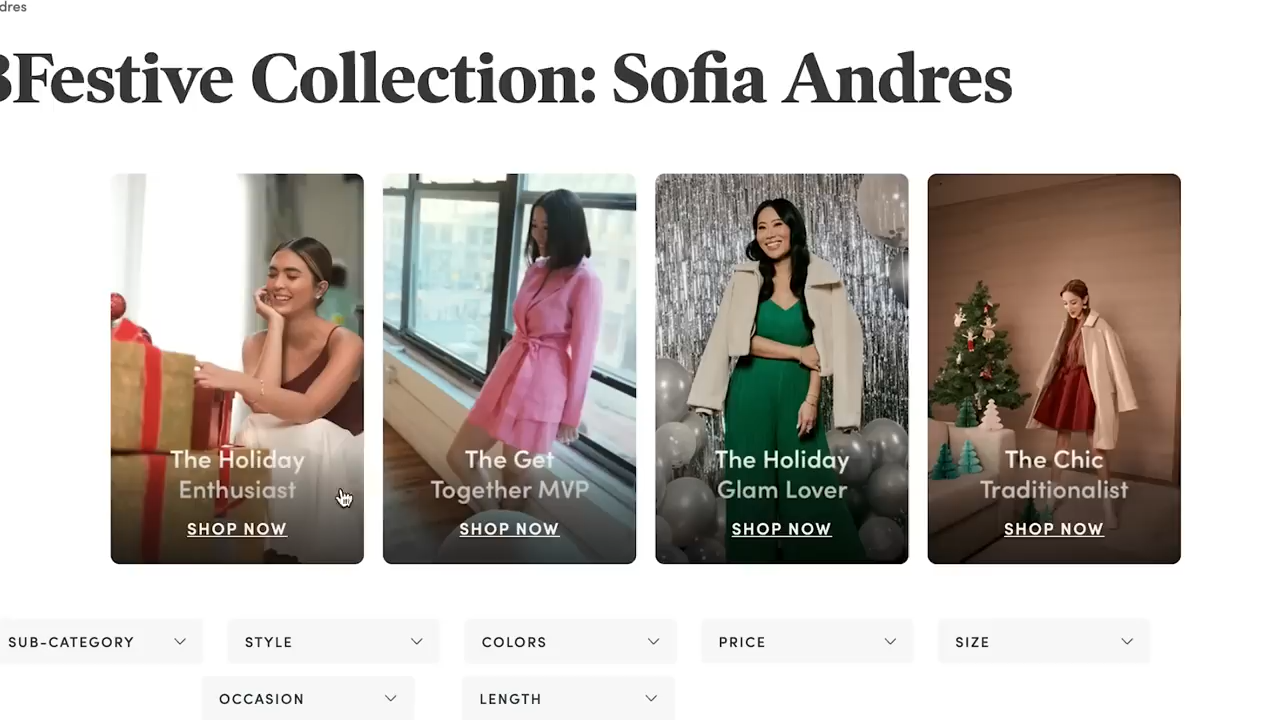 dres
BFestive Collection: Sofia Andres
The Holiday
Enthusiast
SHOP NOW
The Get
Together MVP
SHOP NOW
The Holiday
Glam Lover
SHOP NOW
The Chic
Traditionalist
SHOP NOW
SUB-CATEGORY
STYLE
COLORS
PRICE
SIZE
OCCASION
LENGTH